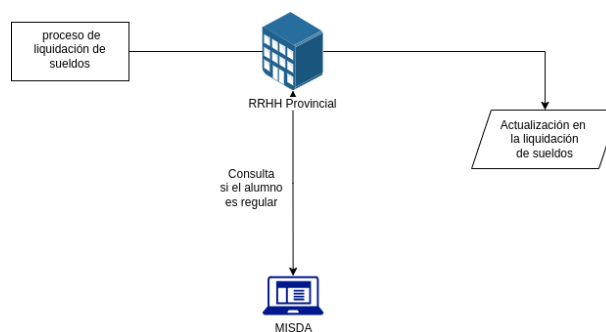 proceso de
liquidación de
sueldos
RRHH Provincial
Actualización en
la liquidación
de sueldos
Consulta
si el alumno
es regular
MISDA